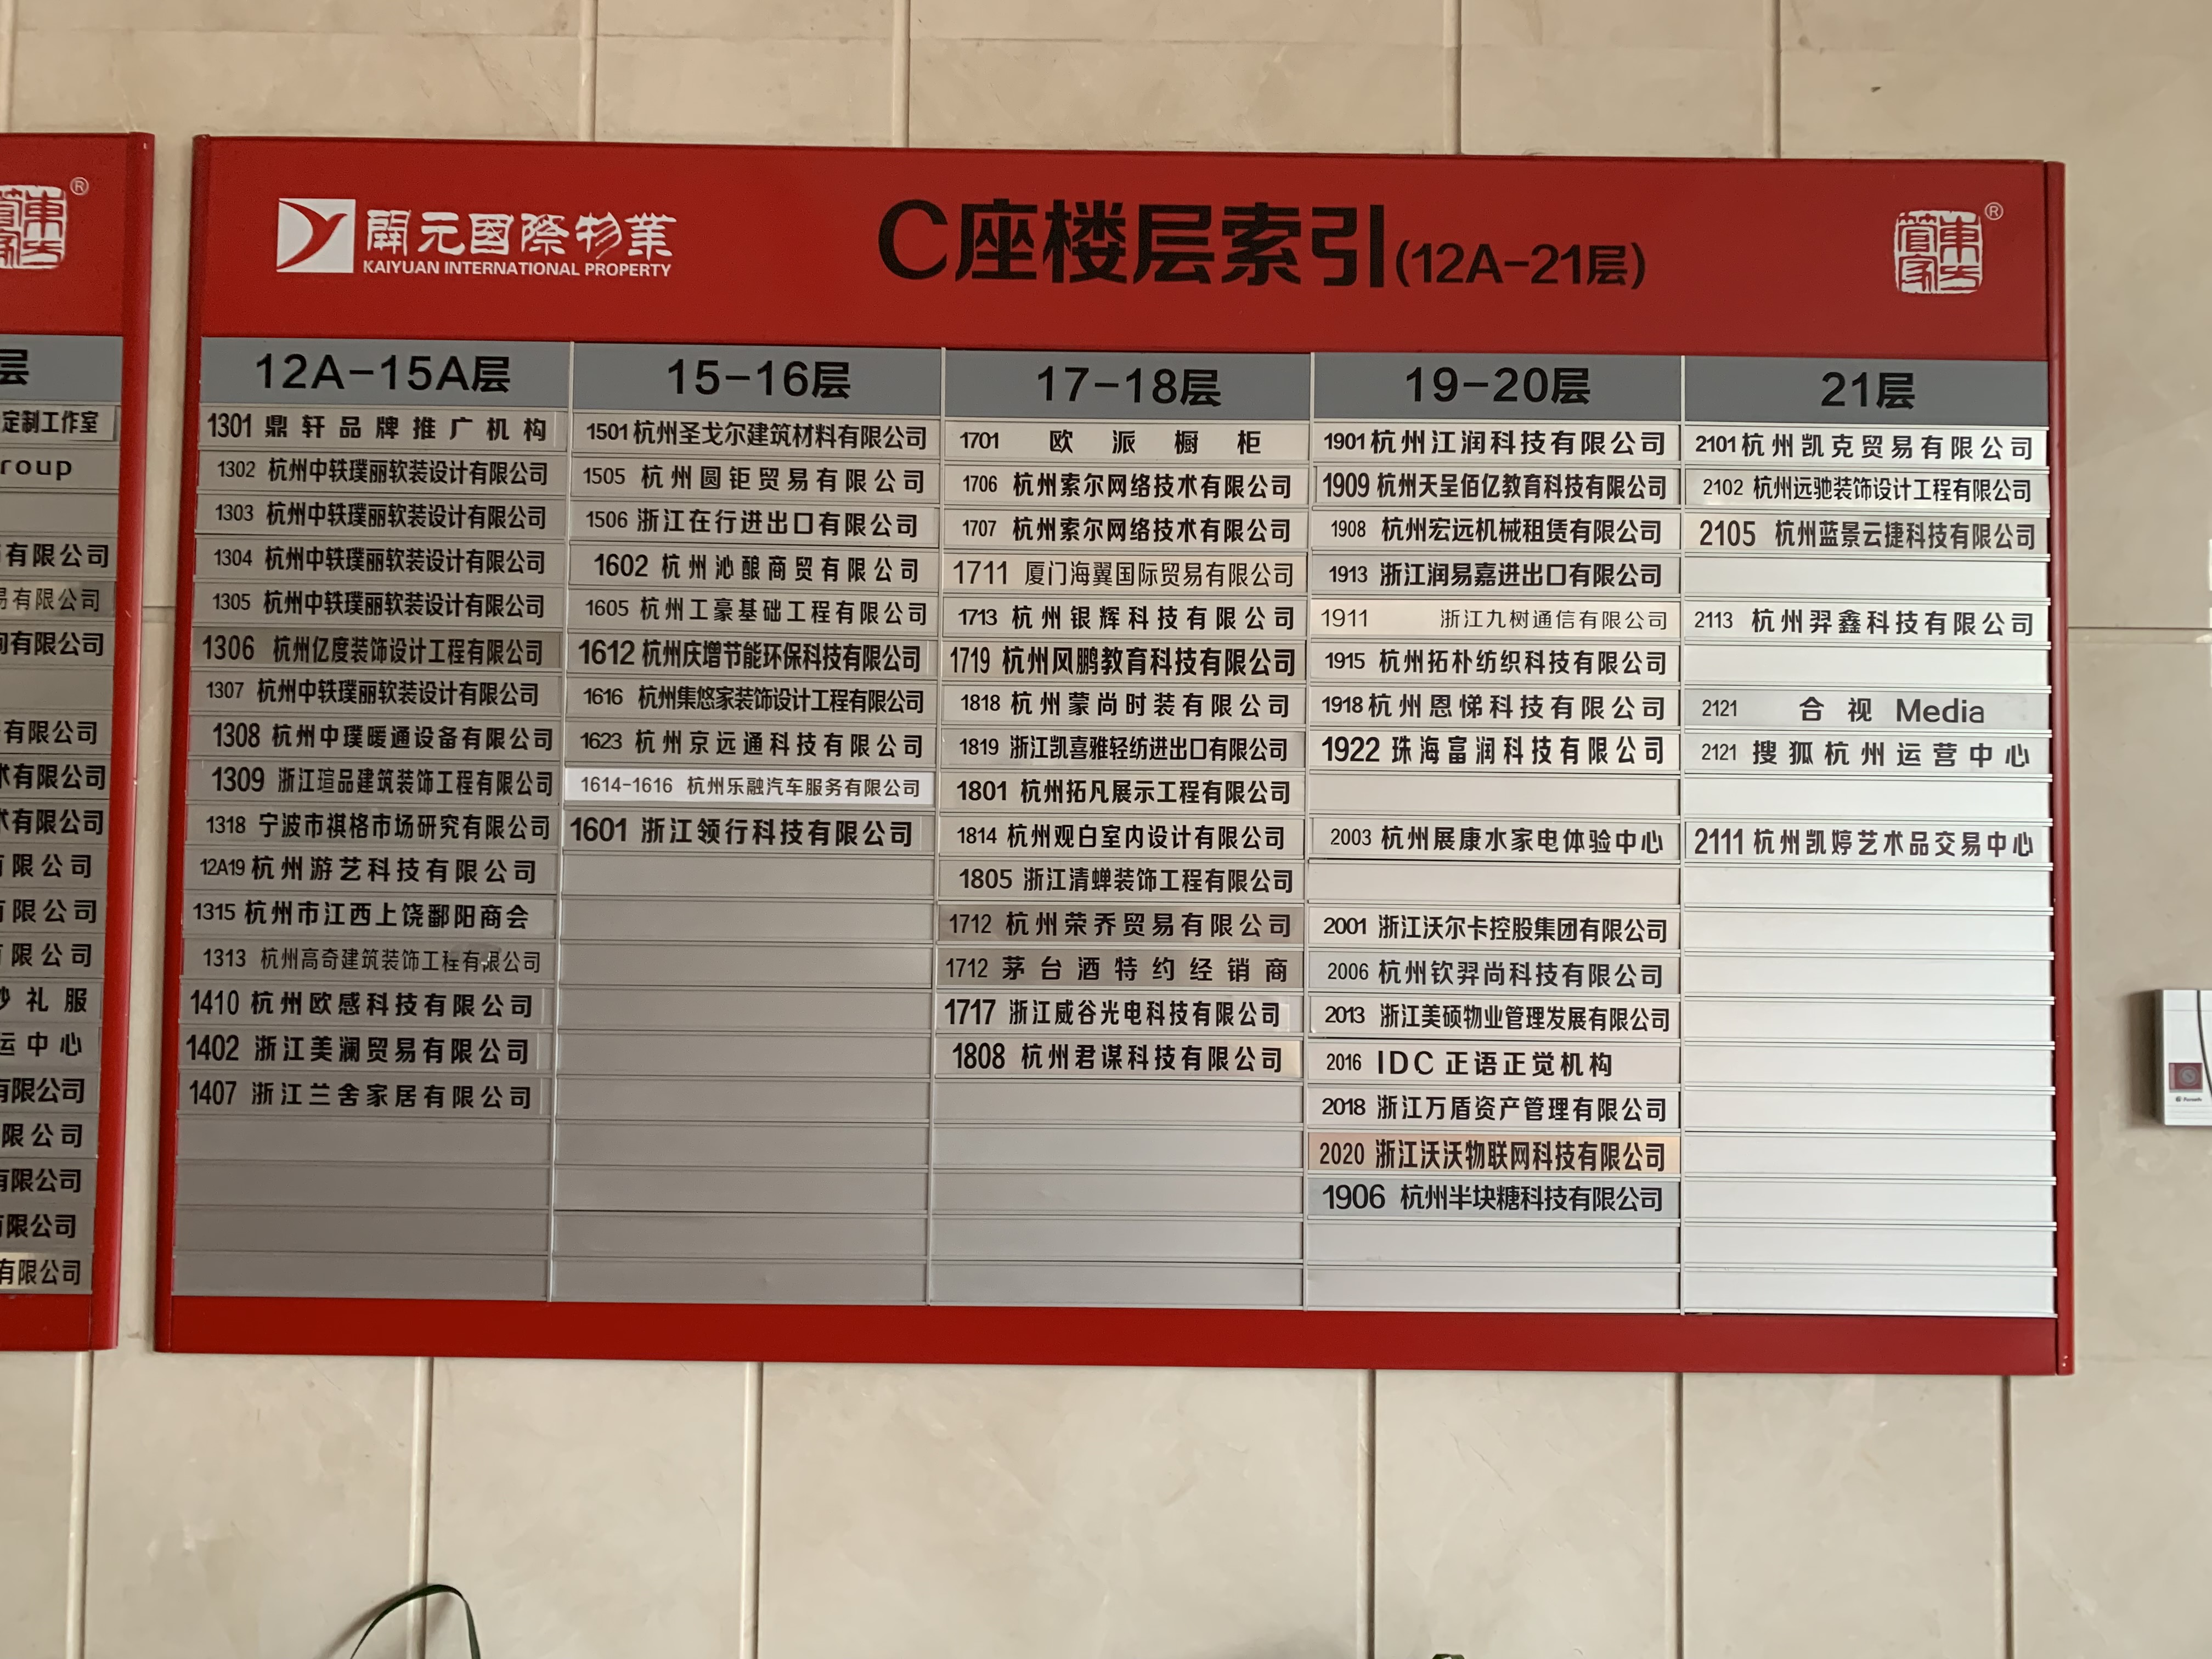 層
定制工作室
roup
有限公司
易有限公司
有限公司
有限公司
术有限公司
术有限公司
有限公司
有限公司
有限公司
礼服
运中心
有限公司
限公司
有限公司
有限公司
有限公司
開元國際物業
KAIYUAN INTERNATIONAL PROPERTY
C座楼层索引(12A-21层)
東方管家®
12A-15A层
1301 鼎轩品牌推广机构
1302 杭州中轶璞丽软装设计有限公司
1303 杭州中轶璞丽软装设计有限公司
1304 杭州中轶璞丽软装设计有限公司
1305 杭州中轶璞丽软装设计有限公司
1306 杭州亿度装饰设计工程有限公司
1307 杭州中轶璞丽软装设计有限公司
1308 杭州中璞暖通设备有限公司
1309 浙江瑄品建筑装饰工程有限公司
1318 宁波市祺格市场研究有限公司
12A19 杭州游艺科技有限公司
1315 杭州市江西上饶鄱阳商会
1313 杭州高奇建筑装饰工程有限公司
1410 杭州欧感科技有限公司
1402 浙江美澜贸易有限公司
1407 浙江兰舍家居有限公司
15-16层
1501 杭州圣戈尔建筑材料有限公司
1505 杭州圆钜贸易有限公司
1506 浙江在行进出口有限公司
1602 杭州沁酿商贸有限公司
1605 杭州工豪基础工程有限公司
1612 杭州庆增节能环保科技有限公司
1616 杭州集悠家装饰设计工程有限公司
1623 杭州京远通科技有限公司
1614-1616 杭州乐融汽车服务有限公司
1601 浙江领行科技有限公司
17-18层
1701 欧派橱柜
1706 杭州索尔网络技术有限公司
1707 杭州索尔网络技术有限公司
1711 厦门海翼国际贸易有限公司
1713 杭州银辉科技有限公司
1719 杭州风鹏教育科技有限公司
1818 杭州蒙尚时装有限公司
1819 浙江凯喜雅轻纺进出口有限公司
1801 杭州拓凡展示工程有限公司
1814 杭州观白室内设计有限公司
1805 浙江清蝉装饰工程有限公司
1712 杭州荣乔贸易有限公司
1712 茅台酒特约经销商
1717 浙江威谷光电科技有限公司
1808 杭州君谋科技有限公司
19-20层
1901 杭州江润科技有限公司
1909 杭州天呈佰亿教育科技有限公司
1908 杭州宏远机械租赁有限公司
1913 浙江润易嘉进出口有限公司
1911 浙江九树通信有限公司
1915 杭州拓朴纺织科技有限公司
1918 杭州恩悌科技有限公司
1922 珠海富润科技有限公司
2003 杭州展康水家电体验中心
2001 浙江沃尔卡控股集团有限公司
2006 杭州钦羿尚科技有限公司
2013 浙江美硕物业管理发展有限公司
2016 IDC 正语正觉机构
2018 浙江万盾资产管理有限公司
2020 浙江沃沃物联网科技有限公司
1906 杭州半块糖科技有限公司
21层
2101 杭州凯克贸易有限公司
2102 杭州远驰装饰设计工程有限公司
2105 杭州蓝景云捷科技有限公司
2113 杭州羿鑫科技有限公司
2121 合视 Media
2121 搜狐杭州运营中心
2111 杭州凯婷艺术品交易中心